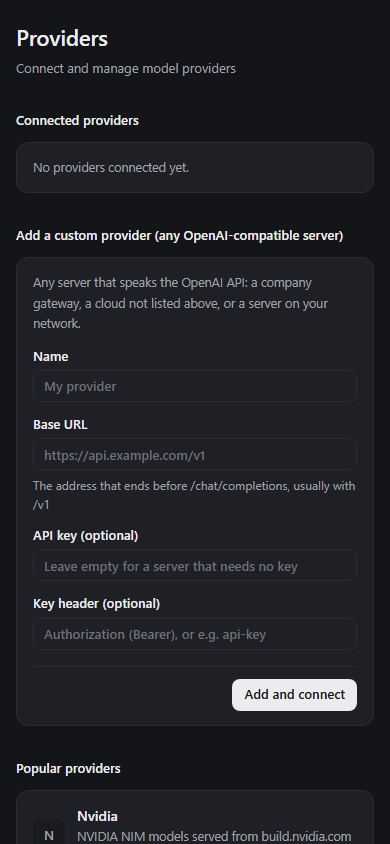 Providers
Connect and manage model providers
Connected providers
No providers connected yet.
Add a custom provider (any OpenAI-compatible server)
Any server that speaks the OpenAI API: a company
gateway, a cloud not listed above, or a server on your
network.
Name
My provider
Base URL
https://api.example.com/v1
The address that ends before /chat/completions, usually with
/v1
API key (optional)
Leave empty for a server that needs no key
Key header (optional)
Authorization (Bearer), or e.g. api-key
Add and connect
Popular providers
Nvidia
N
NVIDIA NIM models served from build.nvidia.com